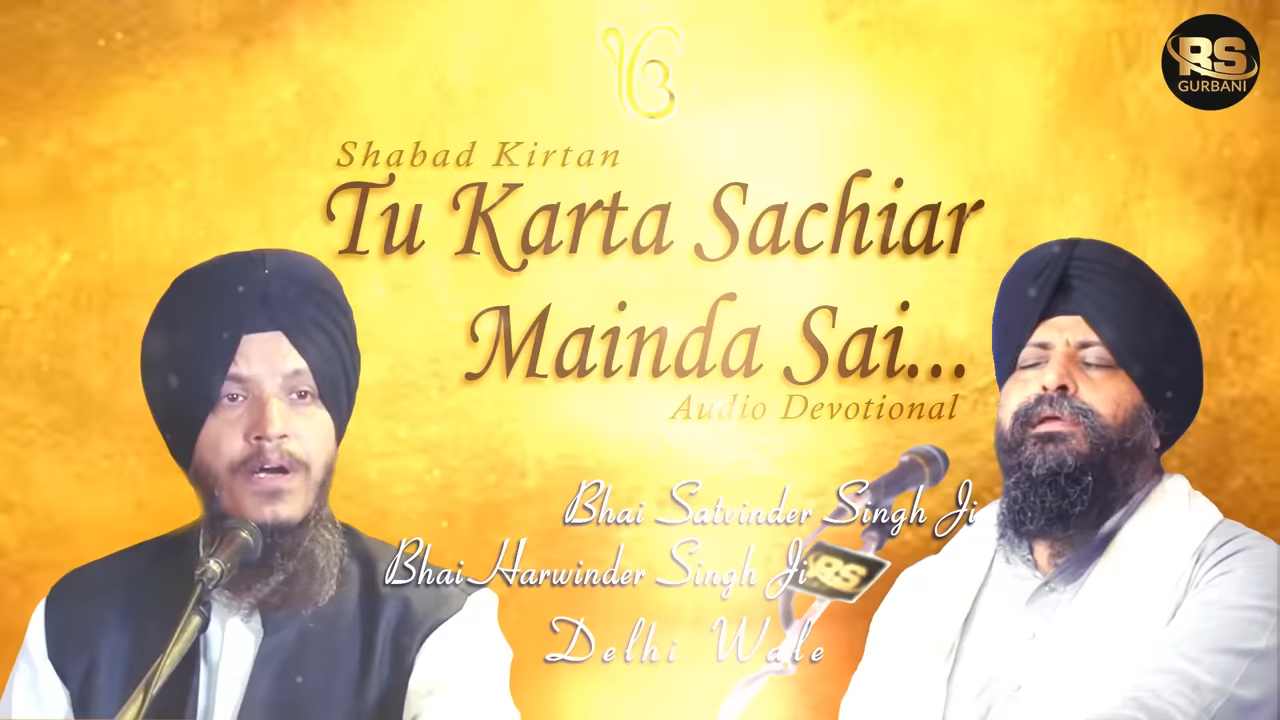 ੴ
RS
GURBANI
Shabad Kirtan
Tu Karta Sachiar
Mainda Sai...
Audio Devotional
Bhai Satvinder Singh Ji
Bhai Harwinder Singh Ji
RS
Delhi Wale